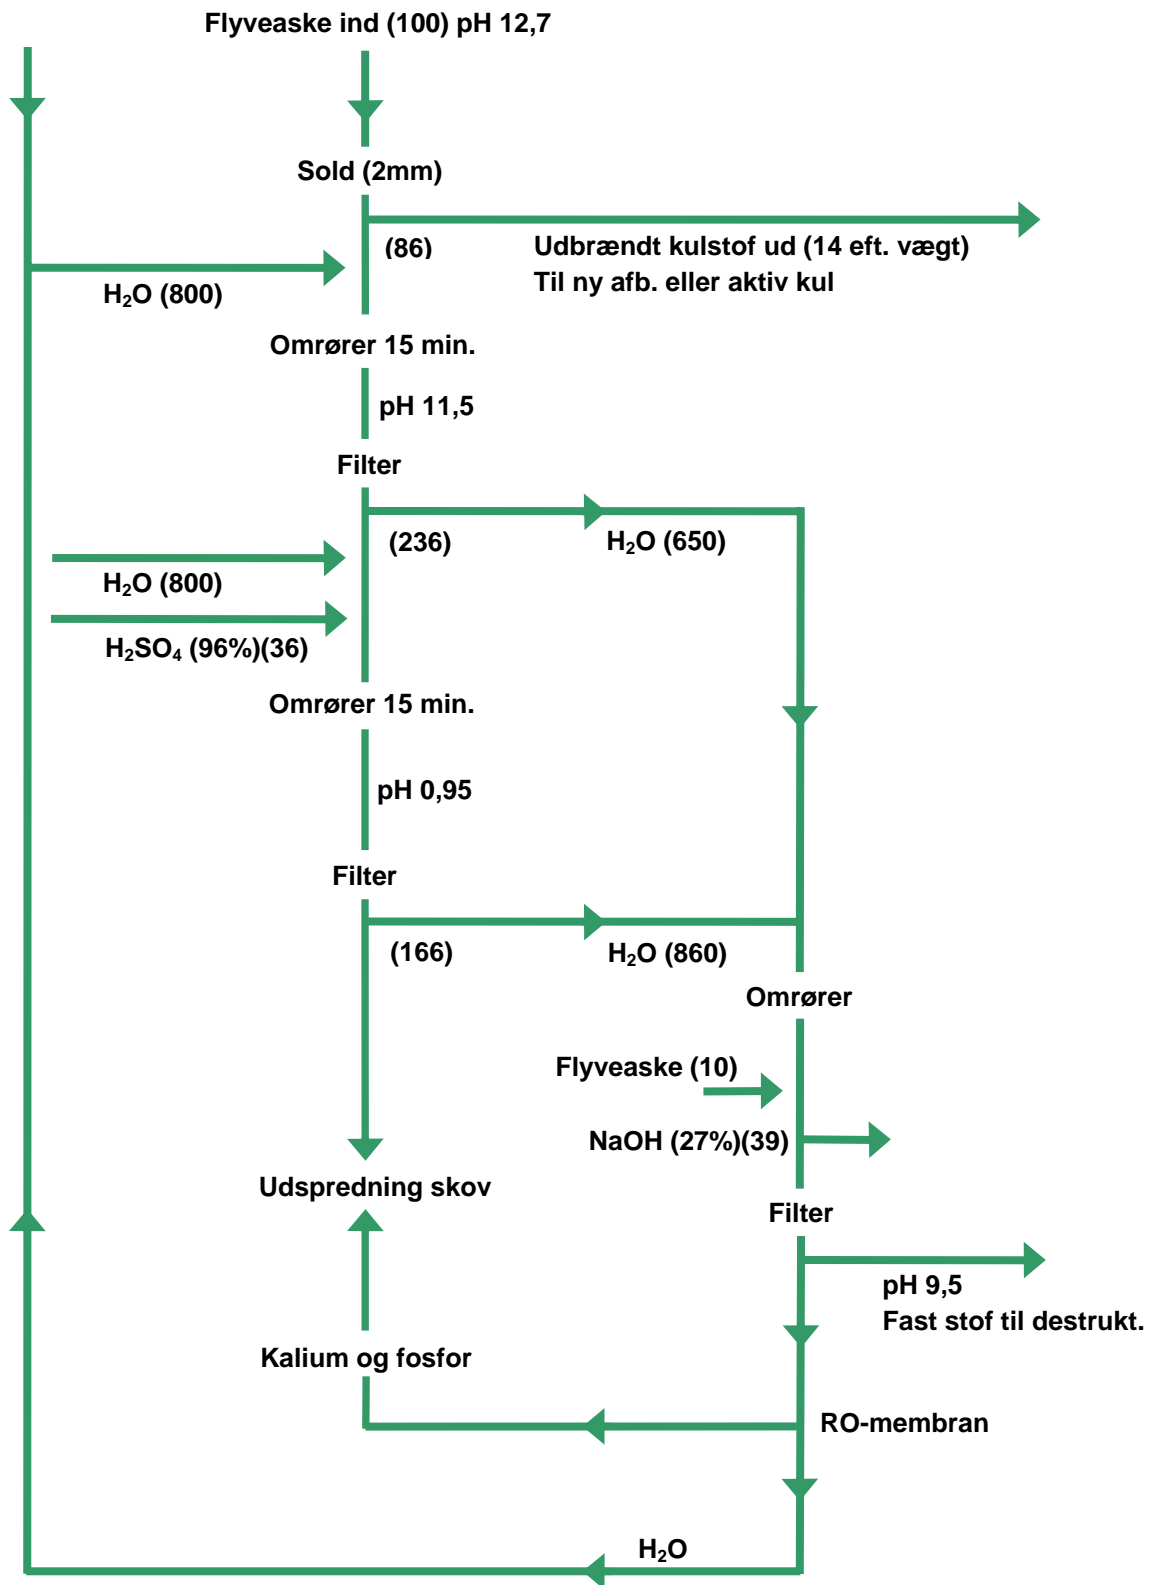 Flyveaske ind (100) pH 12,7
Sold (2mm)
(86)
Udbrændt kulstof ud (14 eft. vægt)
Til ny afb. eller aktiv kul
H₂O (800)
Omrører 15 min.
pH 11,5
Filter
(236)
H₂O (650)
H₂O (800)
H₂SO₄ (96%)(36)
Omrører 15 min.
pH 0,95
Filter
(166)
H₂O (860)
Omrører
Flyveaske (10)
NaOH (27%)(39)
Udspredning skov
Filter
pH 9,5
Fast stof til destrukt.
Kalium og fosfor
RO-membran
H₂O